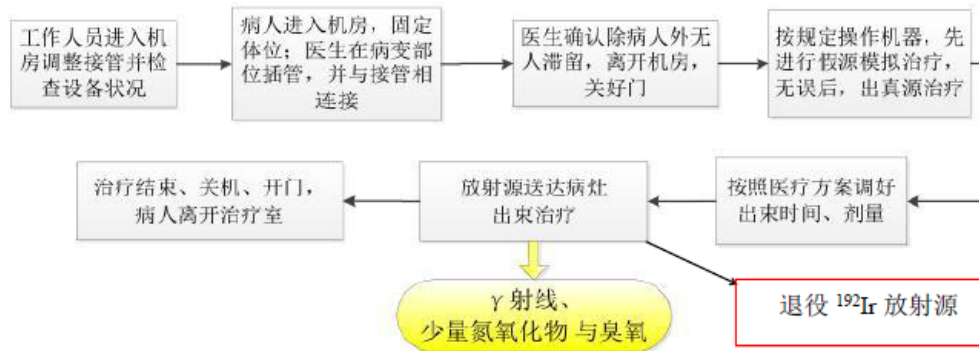 工作人员进入机
房调整接管并检
查设备状况
病人进入机房，固定
体位；医生在病变部
位插管，并与接管相
连接
医生确认除病人外无
人滞留，离开机房，
关好门
按规定操作机器，先
进行假源模拟治疗，
无误后，出真源治疗
治疗结束、关机、开门，
病人离开治疗室
放射源送达病灶
出束治疗
按照医疗方案调好
出束时间、剂量
γ 射线、
少量氮氧化物 与臭氧
退役 ¹⁹²Ir 放射源